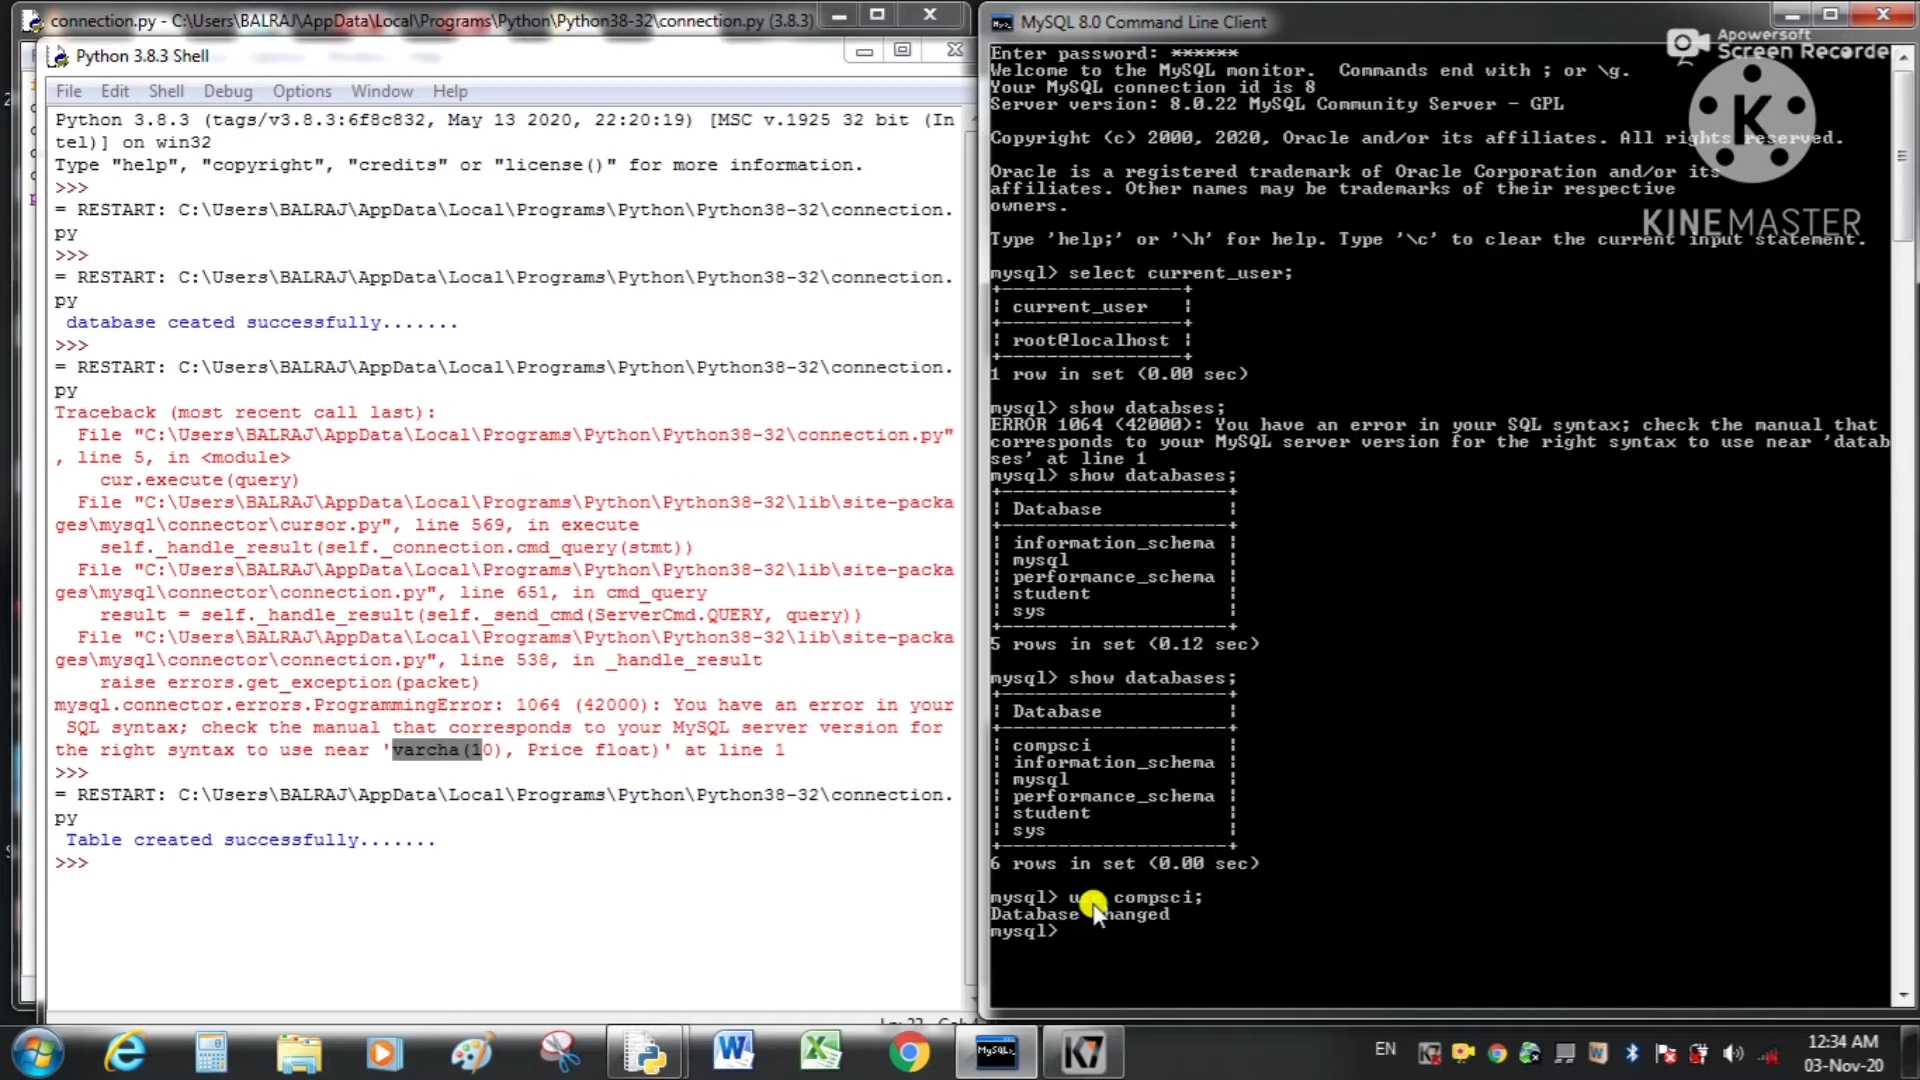 connection.py - C:\Users\BALRAJ\AppData\Local\Programs\Python\Python38-32\connection.py (3.8.3)
Python 3.8.3 Shell
File Edit Shell Debug Options Window Help
Python 3.8.3 (tags/v3.8.3:6f8c832, May 13 2020, 22:20:19) [MSC v.1925 32 bit (In
tel)] on win32
Type "help", "copyright", "credits" or "license()" for more information.
>>>
= RESTART: C:\Users\BALRAJ\AppData\Local\Programs\Python\Python38-32\connection.
py
>>>
= RESTART: C:\Users\BALRAJ\AppData\Local\Programs\Python\Python38-32\connection.
py
database ceated successfully.......
>>>
= RESTART: C:\Users\BALRAJ\AppData\Local\Programs\Python\Python38-32\connection.
py
Traceback (most recent call last):
File "C:\Users\BALRAJ\AppData\Local\Programs\Python\Python38-32\connection.py"
, line 5, in <module>
cur.execute(query)
File "C:\Users\BALRAJ\AppData\Local\Programs\Python\Python38-32\lib\site-packa
ges\mysql\connector\cursor.py", line 569, in execute
self._handle_result(self._connection.cmd_query(stmt))
File "C:\Users\BALRAJ\AppData\Local\Programs\Python\Python38-32\lib\site-packa
ges\mysql\connector\connection.py", line 651, in cmd_query
result = self._handle_result(self._send_cmd(ServerCmd.QUERY, query))
File "C:\Users\BALRAJ\AppData\Local\Programs\Python\Python38-32\lib\site-packa
ges\mysql\connector\connection.py", line 538, in _handle_result
raise errors.get_exception(packet)
mysql.connector.errors.ProgrammingError: 1064 (42000): You have an error in your
SQL syntax; check the manual that corresponds to your MySQL server version for
the right syntax to use near 'varcha(10), Price float)' at line 1
>>>
= RESTART: C:\Users\BALRAJ\AppData\Local\Programs\Python\Python38-32\connection.
py
Table created successfully.......
>>>
MySQL 8.0 Command Line Client
Enter password: ******
Welcome to the MySQL monitor.  Commands end with ; or \g.
Your MySQL connection id is 8
Server version: 8.0.22 MySQL Community Server - GPL
Copyright (c) 2000, 2020, Oracle and/or its affiliates. All rights reserved.
Oracle is a registered trademark of Oracle Corporation and/or its
affiliates. Other names may be trademarks of their respective
owners.
Type 'help;' or '\h' for help. Type '\c' to clear the current input statement.
mysql> select current_user;
current_user
root@localhost
1 row in set (0.00 sec)
mysql> show databses;
ERROR 1064 (42000): You have an error in your SQL syntax; check the manual that
corresponds to your MySQL server version for the right syntax to use near 'datab
ses' at line 1
mysql> show databases;
Database
information_schema
mysql
performance_schema
student
sys
5 rows in set (0.12 sec)
mysql> show databases;
Database
compsci
information_schema
mysql
performance_schema
student
sys
6 rows in set (0.00 sec)
mysql> compsci;
Database changed
mysql>
Apowersoft
Screen Recorder
K
KINEMASTER
MySQL
K7
EN
12:34 AM
03-Nov-20